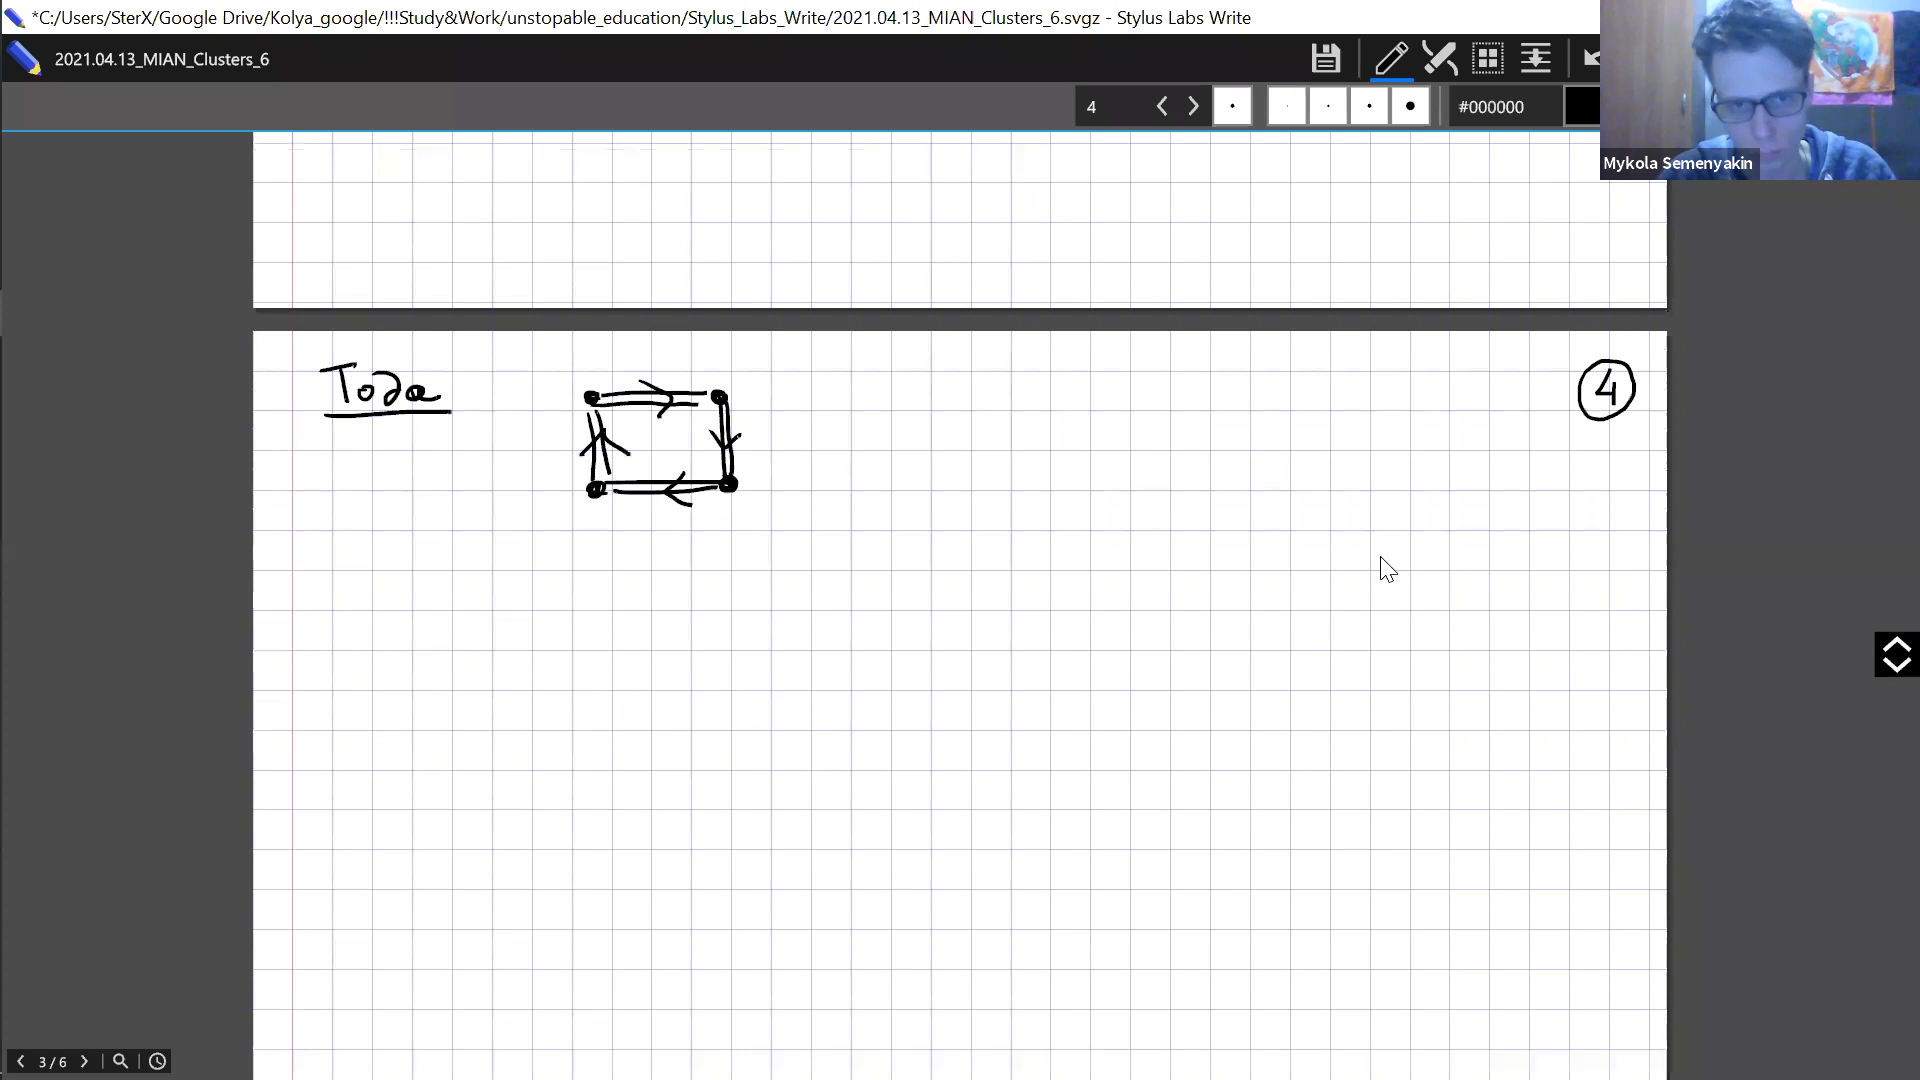 *C:/Users/SterX/Google Drive/Kolya_google/!!!Study&Work/unstopable_education/Stylus_Labs_Write/2021.04.13_MIAN_Clusters_6.svgz - Stylus Labs Write
2021.04.13_MIAN_Clusters_6
4
#000000
Mykola Semenyakin
Тода
4
3 / 6